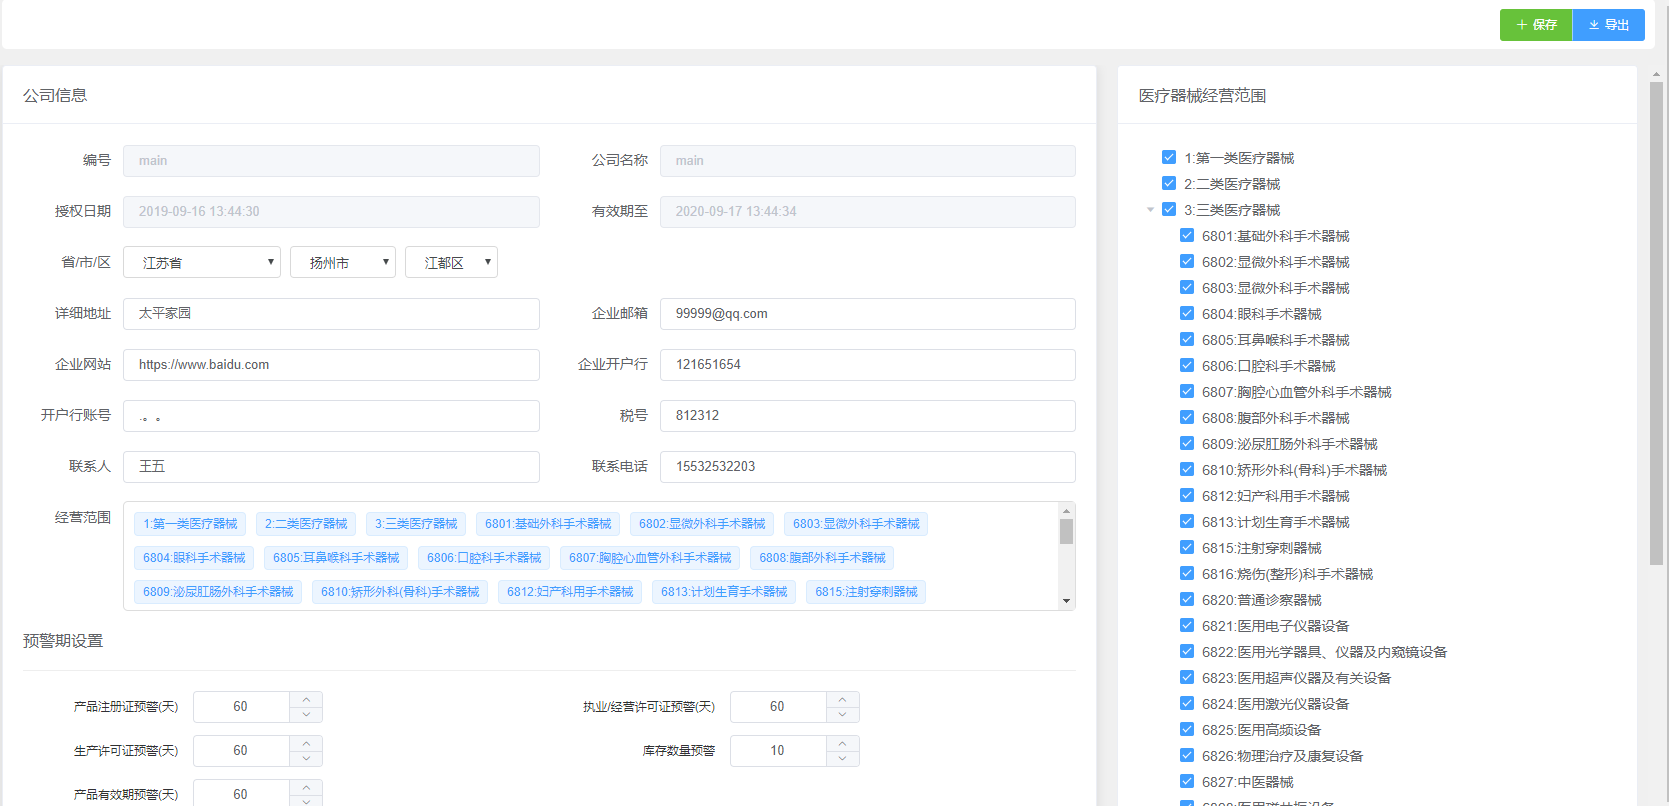 保存 导出
公司信息
编号 main 公司名称 main
授权日期 2019-09-16 13:44:30 有效期至 2020-09-17 13:44:34
省/市/区 江苏省 扬州市 江都区
详细地址 太平家园 企业邮箱 99999@qq.com
企业网站 https://www.baidu.com 企业开户行 121651654
开户行账号 .。。 税号 812312
联系人 王五 联系电话 15532532203
经营范围 1:第一类医疗器械 2:二类医疗器械 3:三类医疗器械 6801:基础外科手术器械 6802:显微外科手术器械 6803:显微外科手术器械
6804:眼科手术器械 6805:耳鼻喉科手术器械 6806:口腔科手术器械 6807:胸腔心血管外科手术器械 6808:腹部外科手术器械
6809:泌尿肛肠外科手术器械 6810:矫形外科(骨科)手术器械 6812:妇产科用手术器械 6813:计划生育手术器械 6815:注射穿刺器械
预警期设置
产品注册证预警(天) 60 执业/经营许可证预警(天) 60
生产许可证预警(天) 60 库存数量预警 10
产品有效期预警(天) 60
医疗器械经营范围
1:第一类医疗器械
2:二类医疗器械
3:三类医疗器械
6801:基础外科手术器械
6802:显微外科手术器械
6803:显微外科手术器械
6804:眼科手术器械
6805:耳鼻喉科手术器械
6806:口腔科手术器械
6807:胸腔心血管外科手术器械
6808:腹部外科手术器械
6809:泌尿肛肠外科手术器械
6810:矫形外科(骨科)手术器械
6812:妇产科用手术器械
6813:计划生育手术器械
6815:注射穿刺器械
6816:烧伤(整形)科手术器械
6820:普通诊察器械
6821:医用电子仪器设备
6822:医用光学器具、仪器及内窥镜设备
6823:医用超声仪器及有关设备
6824:医用激光仪器设备
6825:医用高频设备
6826:物理治疗及康复设备
6827:中医器械